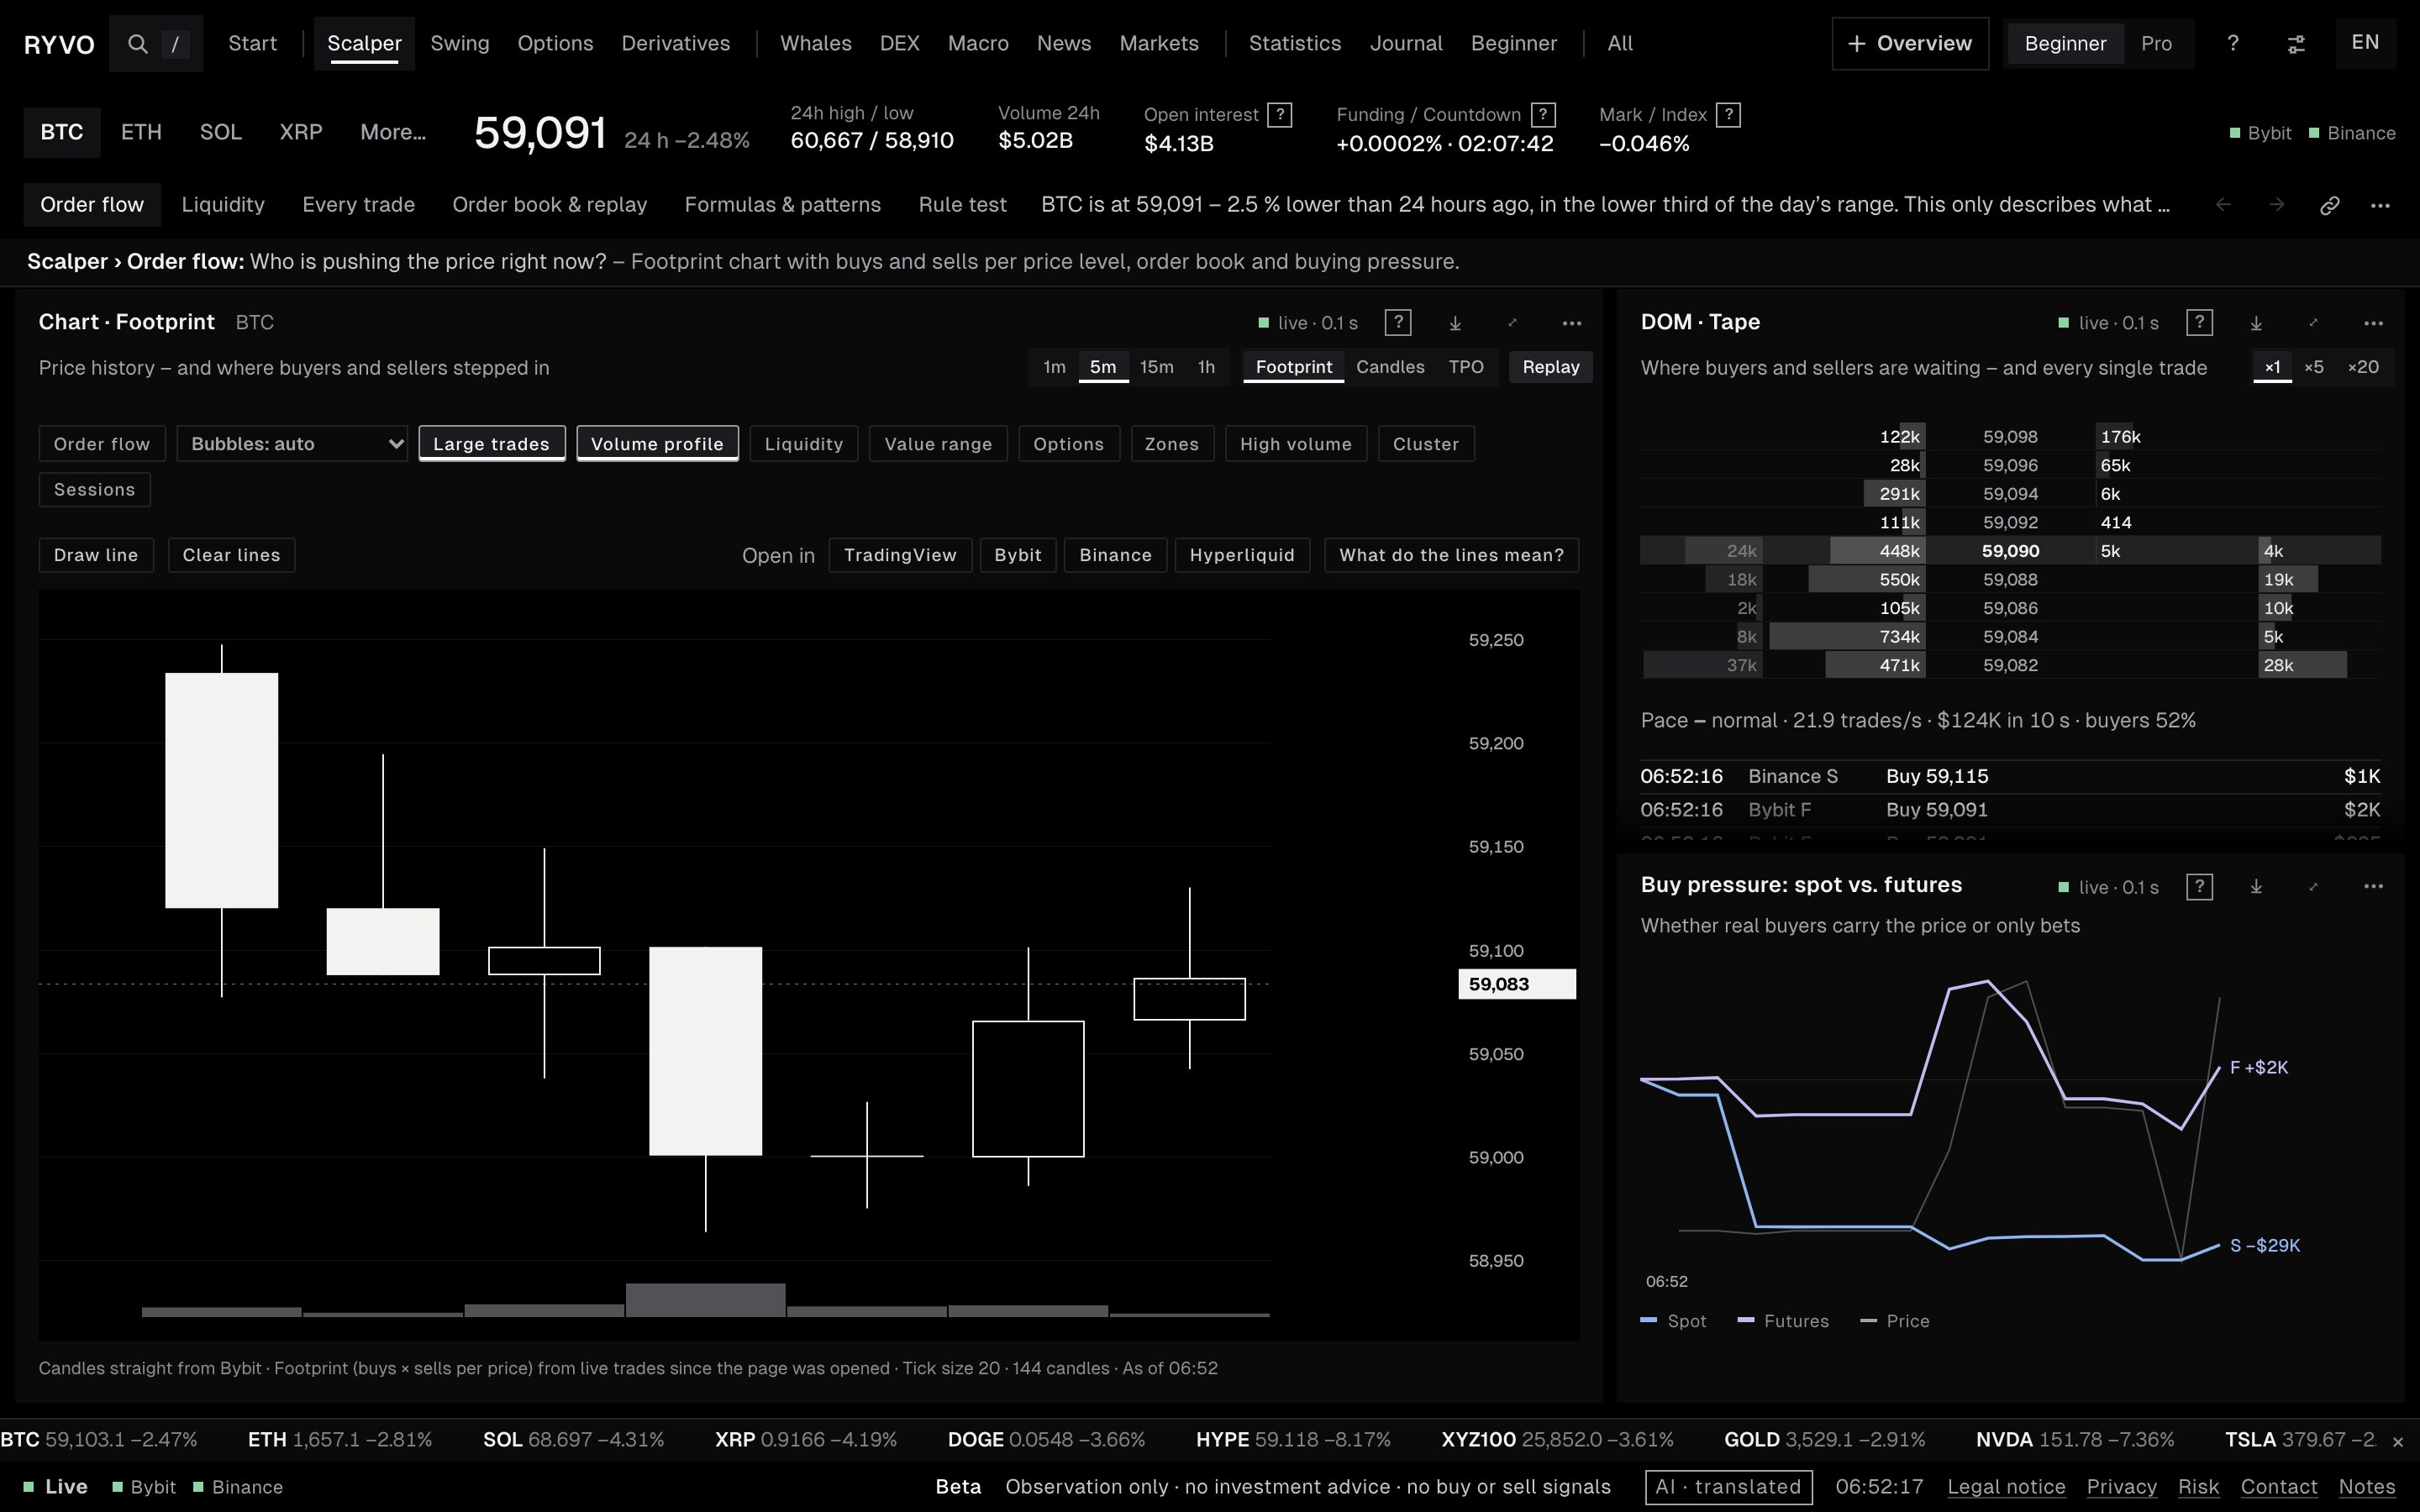 RYVO / Start Scalper Swing Options Derivatives Whales DEX Macro News Markets Statistics Journal Beginner All + Overview Beginner Pro ? EN
BTC ETH SOL XRP More… 59,091 24 h −2.48%
24h high / low
60,667 / 58,910
Volume 24h
$5.02B
Open interest ?
$4.13B
Funding / Countdown ?
+0.0002% · 02:07:42
Mark / Index ?
−0.046%
Bybit Binance
Order flow Liquidity Every trade Order book & replay Formulas & patterns Rule test BTC is at 59,091 – 2.5 % lower than 24 hours ago, in the lower third of the day’s range. This only describes what …
Scalper › Order flow: Who is pushing the price right now? – Footprint chart with buys and sells per price level, order book and buying pressure.
Chart · Footprint BTC live · 0.1 s ?
Price history – and where buyers and sellers stepped in 1m 5m 15m 1h Footprint Candles TPO Replay
Order flow Bubbles: auto Large trades Volume profile Liquidity Value range Options Zones High volume Cluster
Sessions
Draw line Clear lines Open in TradingView Bybit Binance Hyperliquid What do the lines mean?
59,250
59,200
59,150
59,100
59,083
59,050
59,000
58,950
Candles straight from Bybit · Footprint (buys × sells per price) from live trades since the page was opened · Tick size 20 · 144 candles · As of 06:52
DOM · Tape live · 0.1 s ?
Where buyers and sellers are waiting – and every single trade ×1 ×5 ×20
122k 59,098 176k
28k 59,096 65k
291k 59,094 6k
111k 59,092 414
24k 448k 59,090 5k 4k
18k 550k 59,088 19k
2k 105k 59,086 10k
8k 734k 59,084 5k
37k 471k 59,082 28k
Pace – normal · 21.9 trades/s · $124K in 10 s · buyers 52%
06:52:16 Binance S Buy 59,115 $1K
06:52:16 Bybit F Buy 59,091 $2K
Buy pressure: spot vs. futures live · 0.1 s ?
Whether real buyers carry the price or only bets
F +$2K
S −$29K
06:52
Spot Futures Price
BTC 59,103.1 −2.47% ETH 1,657.1 −2.81% SOL 68.697 −4.31% XRP 0.9166 −4.19% DOGE 0.0548 −3.66% HYPE 59.118 −8.17% XYZ100 25,852.0 −3.61% GOLD 3,529.1 −2.91% NVDA 151.78 −7.36% TSLA 379.67 −2. ×
Live Bybit Binance Beta Observation only · no investment advice · no buy or sell signals AI · translated 06:52:17 Legal notice Privacy Risk Contact Notes